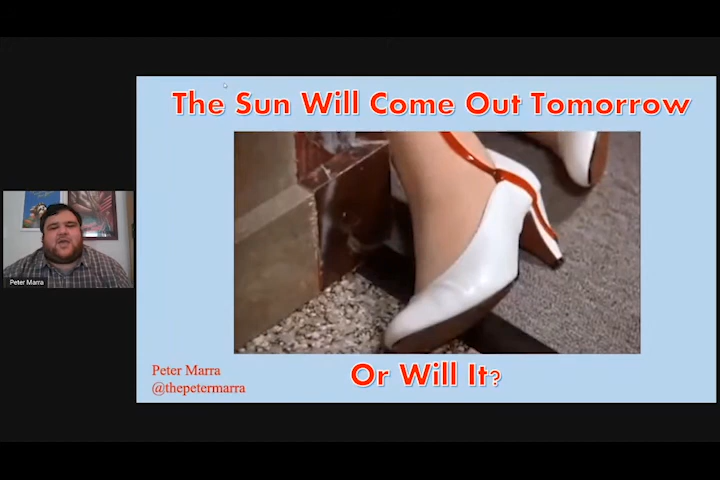 The Sun Will Come Out Tomorrow
Peter Marra
Peter Marra
@thepetermarra
Or Will It?